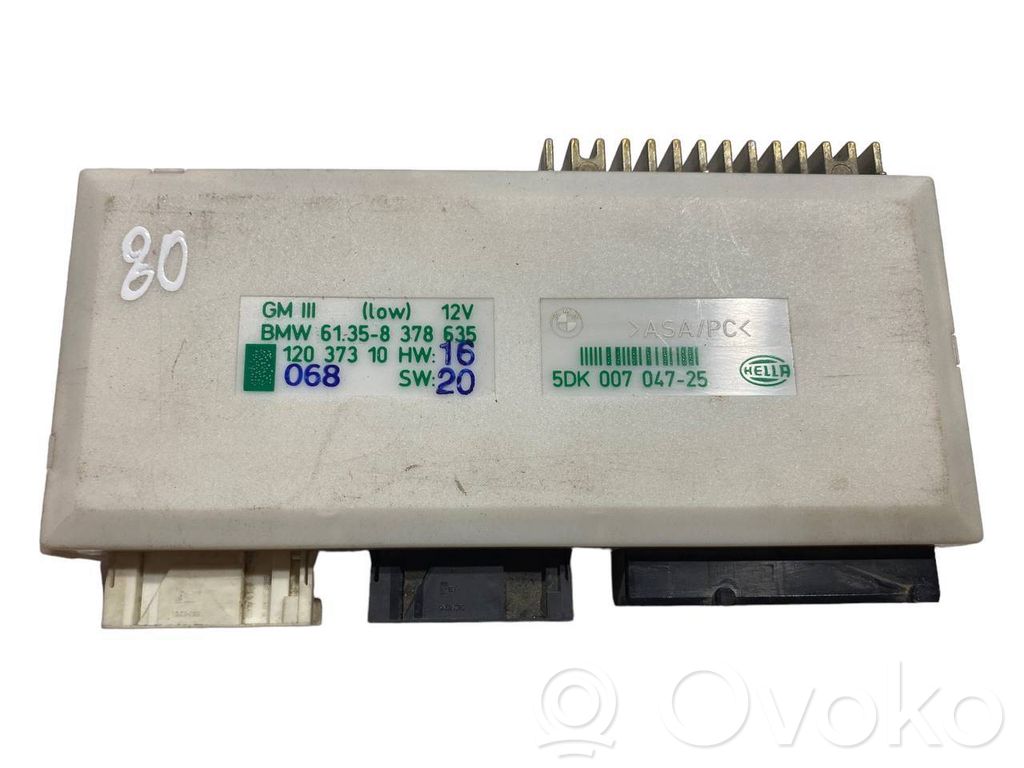 80
GM III (low) 12V
BMW 61.35-8 378 635
120 373 10 HW: 16
068 SW: 20
>ASA/PC<
5DK 007 047-25
HELLA
Ovoko